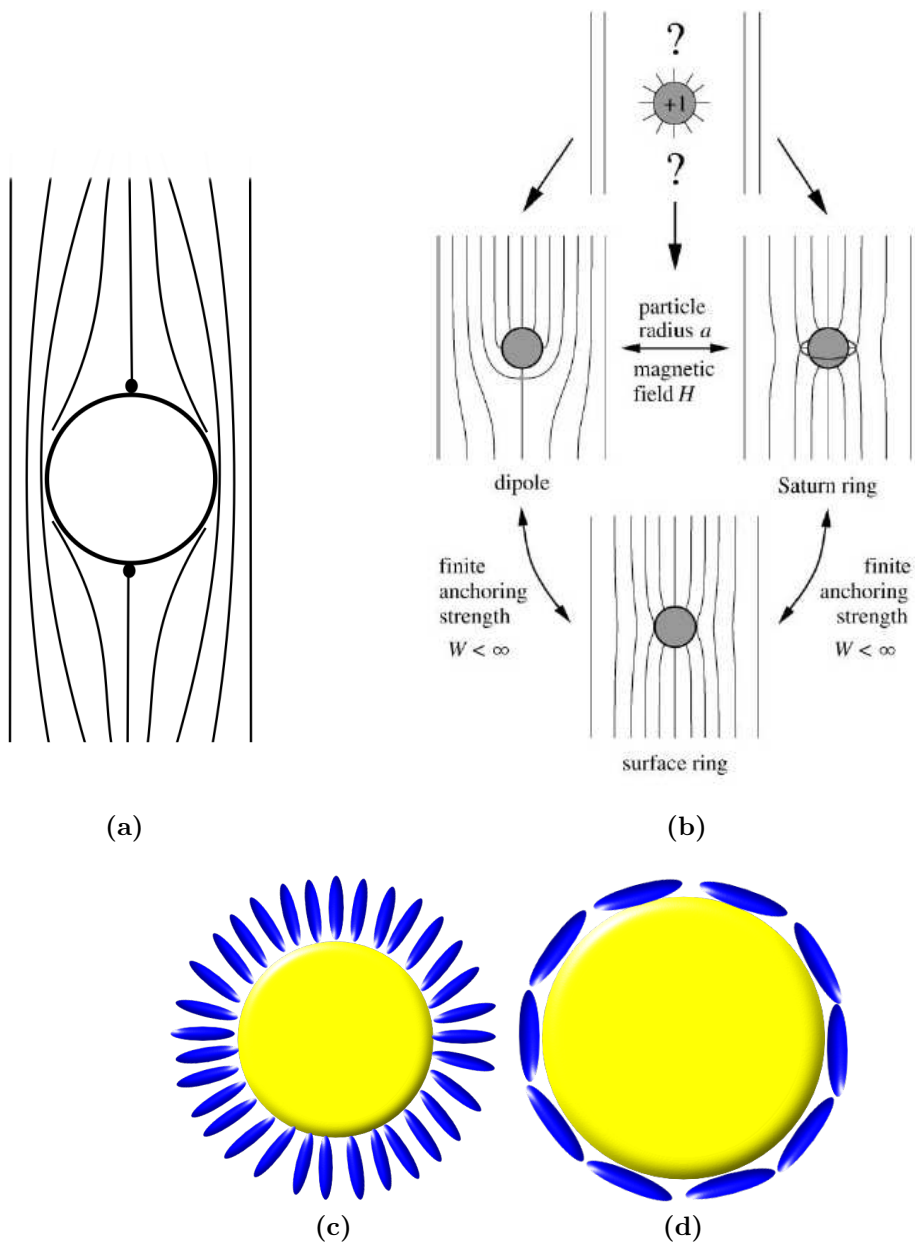 ?
+1
?
particle
radius a
magnetic
field H
dipole
Saturn ring
finite
anchoring
strength
W < ∞
finite
anchoring
strength
W < ∞
surface ring
(a)
(b)
(c)
(d)